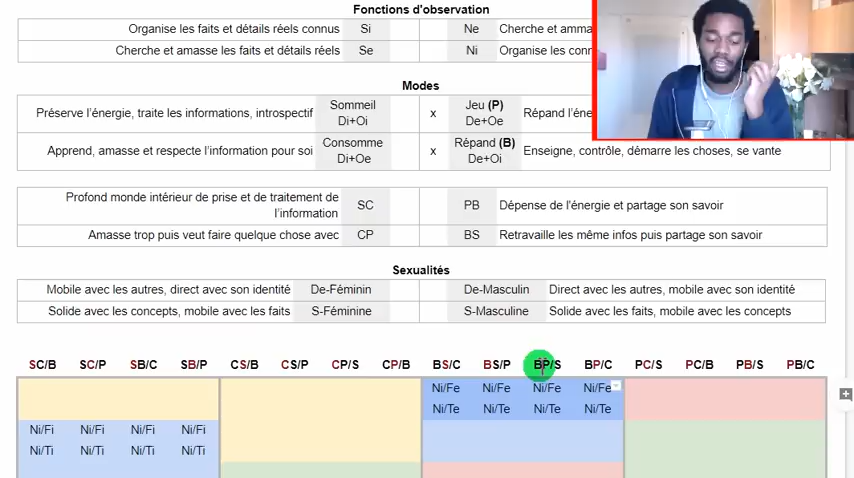 Fonctions d'observation
Organise les faits et détails réels connus Si Ne Cherche et amma
Cherche et amasse les faits et détails réels Se Ni Organise les con
Modes
Préserve l'énergie, traite les informations, introspectif Sommeil Di+Oi x Jeu (P) De+Oe Répand l'éne
Apprend, amasse et respecte l'information pour soi Consomme Di+Oe x Répand (B) De+Oi Enseigne, contrôle, démarre les choses, se vante
Profond monde intérieur de prise et de traitement de l'information SC PB Dépense de l'énergie et partage son savoir
Amasse trop puis veut faire quelque chose avec CP BS Retravaille les même infos puis partage son savoir
Sexualités
Mobile avec les autres, direct avec son identité De-Féminin De-Masculin Direct avec les autres, mobile avec son identité
Solide avec les concepts, mobile avec les faits S-Féminine S-Masculine Solide avec les faits, mobile avec les concepts
SC/B SC/P SB/C SB/P CS/B CS/P CP/S CP/B BS/C BS/P BP/S BP/C PC/S PC/B PB/S PB/C
Ni/Fe Ni/Fe Ni/Fe Ni/Fe
Ni/Te Ni/Te Ni/Te Ni/Te
Ni/Fi Ni/Fi Ni/Fi Ni/Fi
Ni/Ti Ni/Ti Ni/Ti Ni/Ti